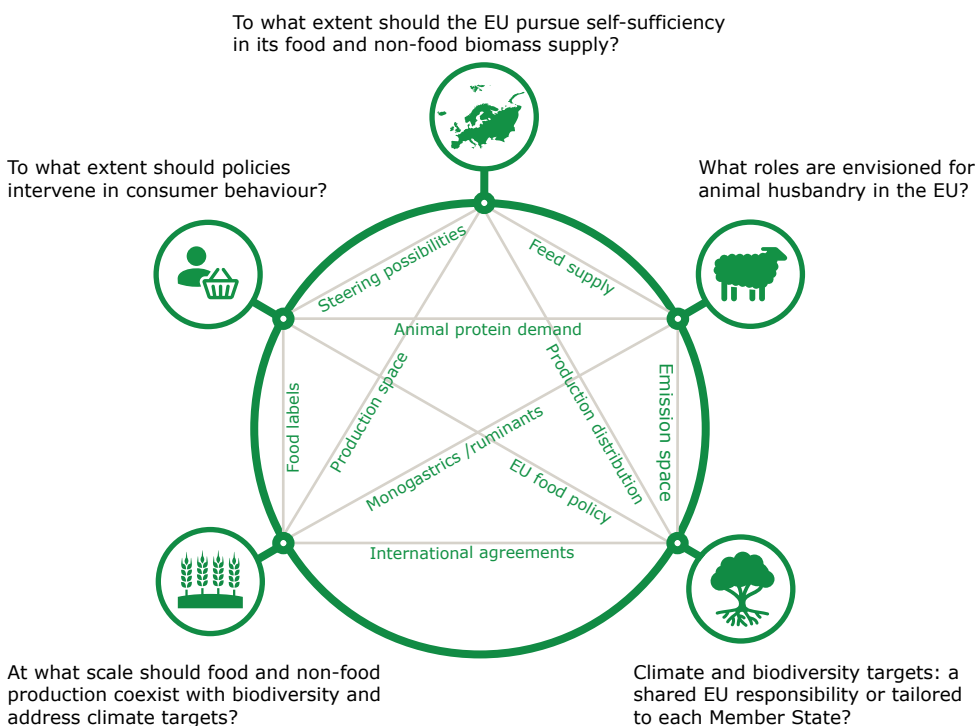 To what extent should the EU pursue self-sufficiency
in its food and non-food biomass supply?
To what extent should policies
intervene in consumer behaviour?
What roles are envisioned for
animal husbandry in the EU?
Steering possibilities
Feed supply
Animal protein demand
Food labels
Production space
Production distribution
Emission space
Monogastrics /ruminants
EU food policy
International agreements
At what scale should food and non-food
production coexist with biodiversity and
address climate targets?
Climate and biodiversity targets: a
shared EU responsibility or tailored
to each Member State?